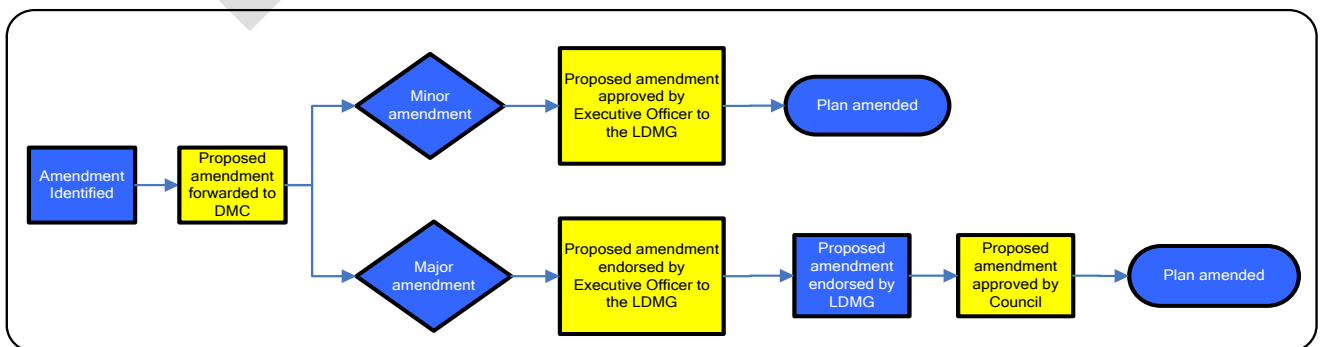 Amendment
Identified
Proposed
amendment
forwarded to
DMC
Minor
amendment
Proposed amendment
approved by
Executive Officer to
the LDMG
Plan amended
Major
amendment
Proposed amendment
endorsed by
Executive Officer to
the LDMG
Proposed
amendment
endorsed by
LDMG
Proposed
amendment
approved by
Council
Plan amended